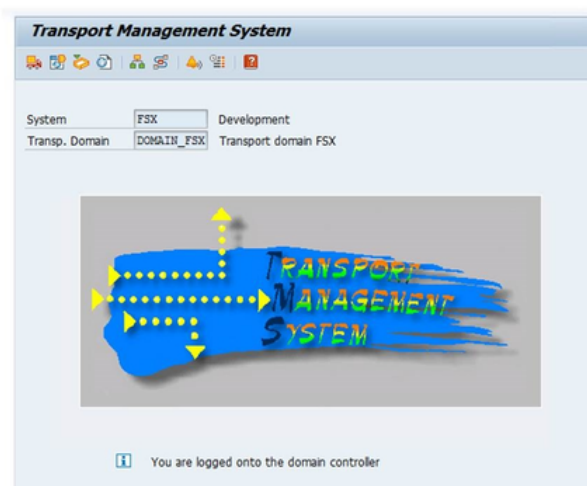 Transport Management System
System FSX Development
Transp. Domain DOMAIN_FSX Transport domain FSX
TRANSPORT
MANAGEMENT
SYSTEM
You are logged onto the domain controller